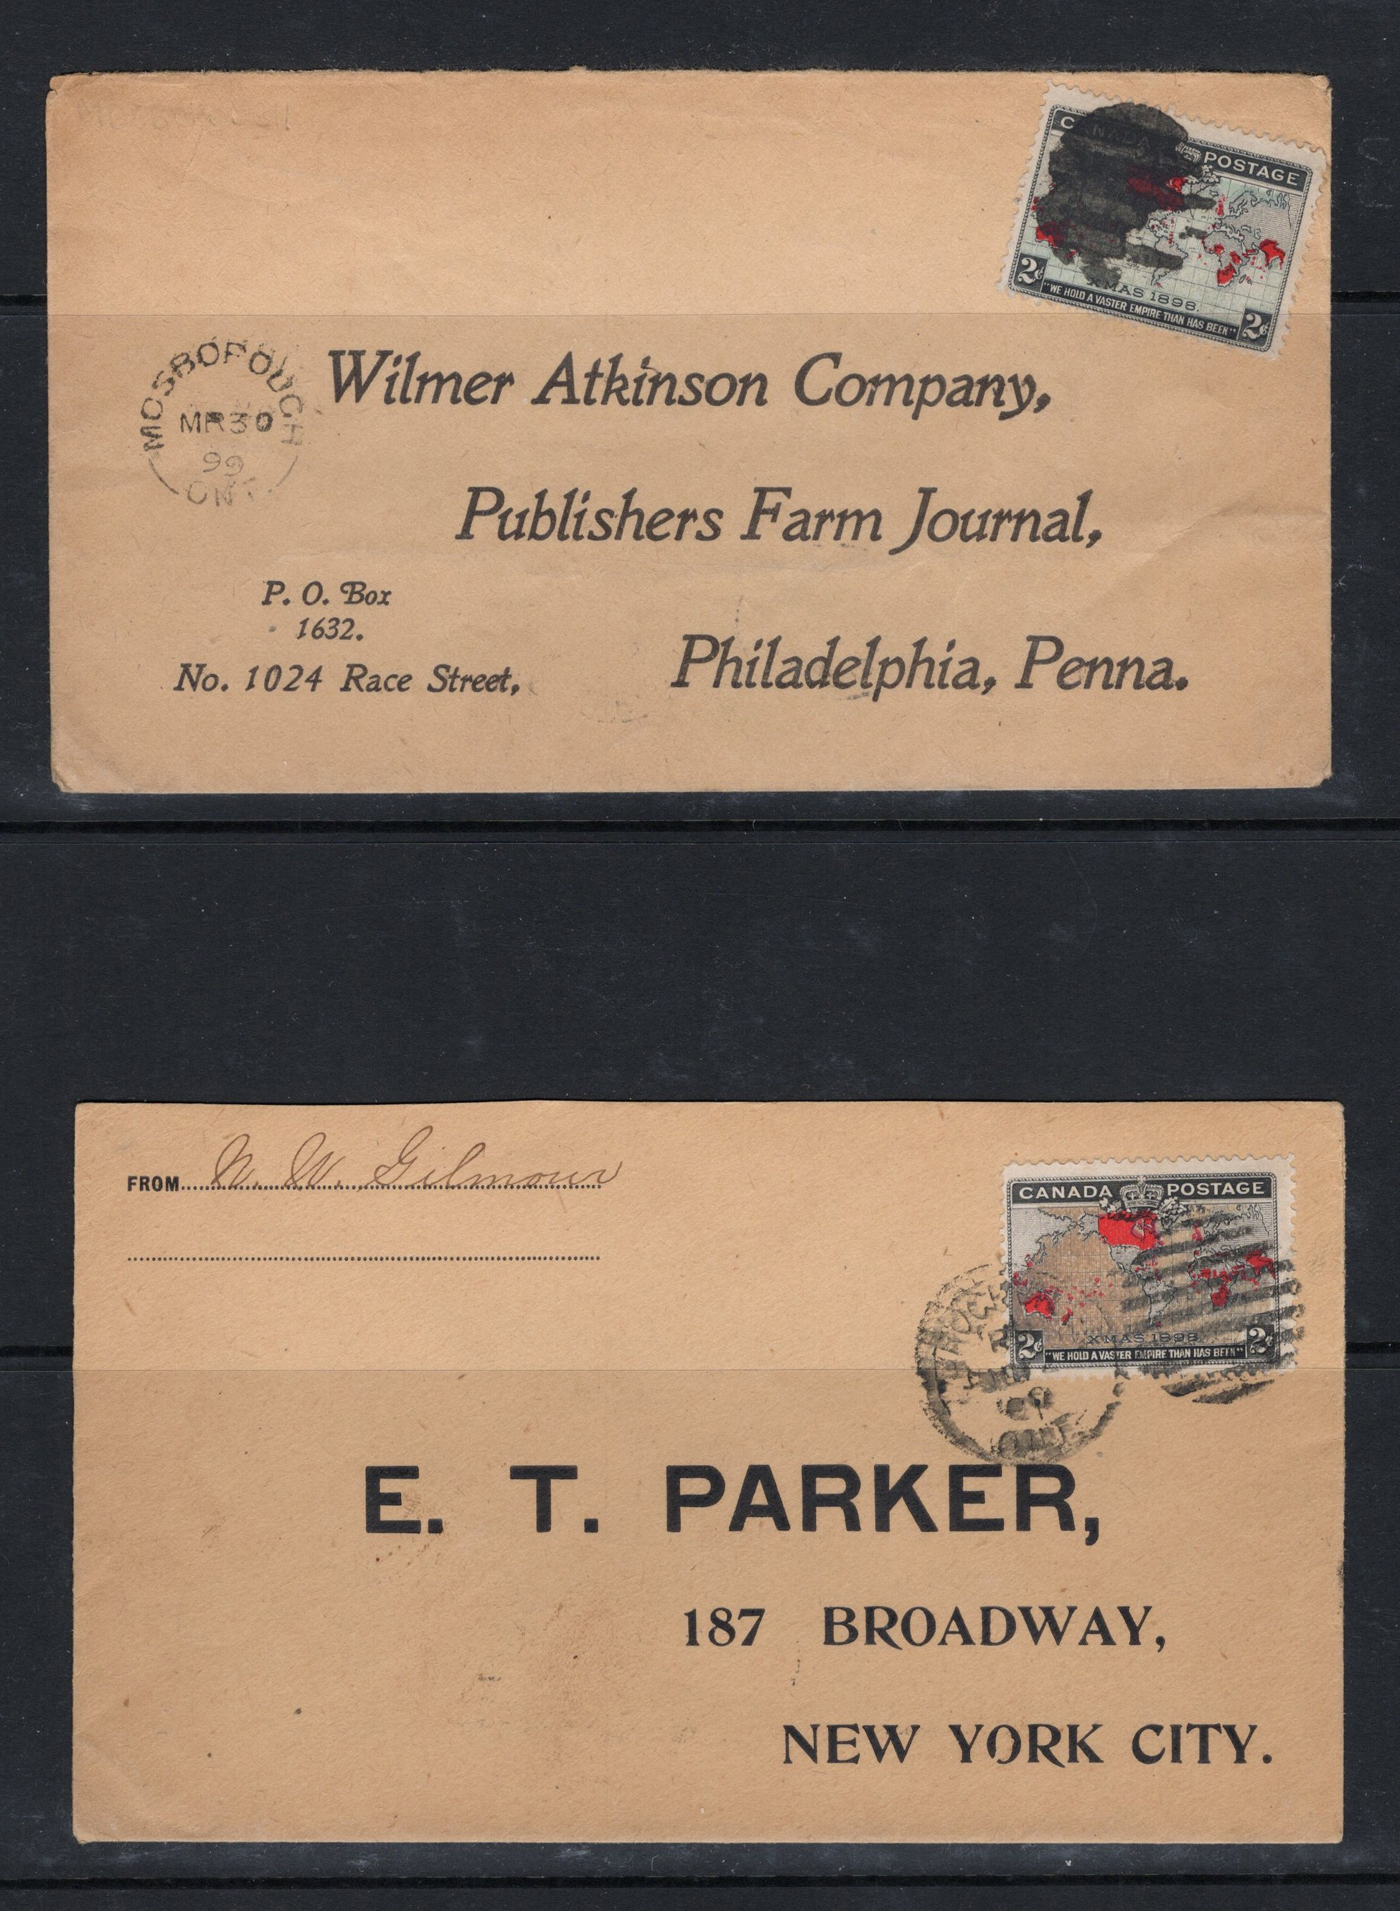 CANADA POSTAGE
XMAS 1898.
2¢ "WE HOLD A VASTER EMPIRE THAN HAS BEEN" 2¢
MOSBOROUGH
MR 30
99
ONT.
Wilmer Atkinson Company,
Publishers Farm Journal,
P. O. Box
1632.
No. 1024 Race Street,
Philadelphia, Penna.
FROM N. W. Gilmour
CANADA POSTAGE
XMAS 1898.
2¢ "WE HOLD A VASTER EMPIRE THAN HAS BEEN" 2¢
E. T. PARKER,
187 BROADWAY,
NEW YORK CITY.